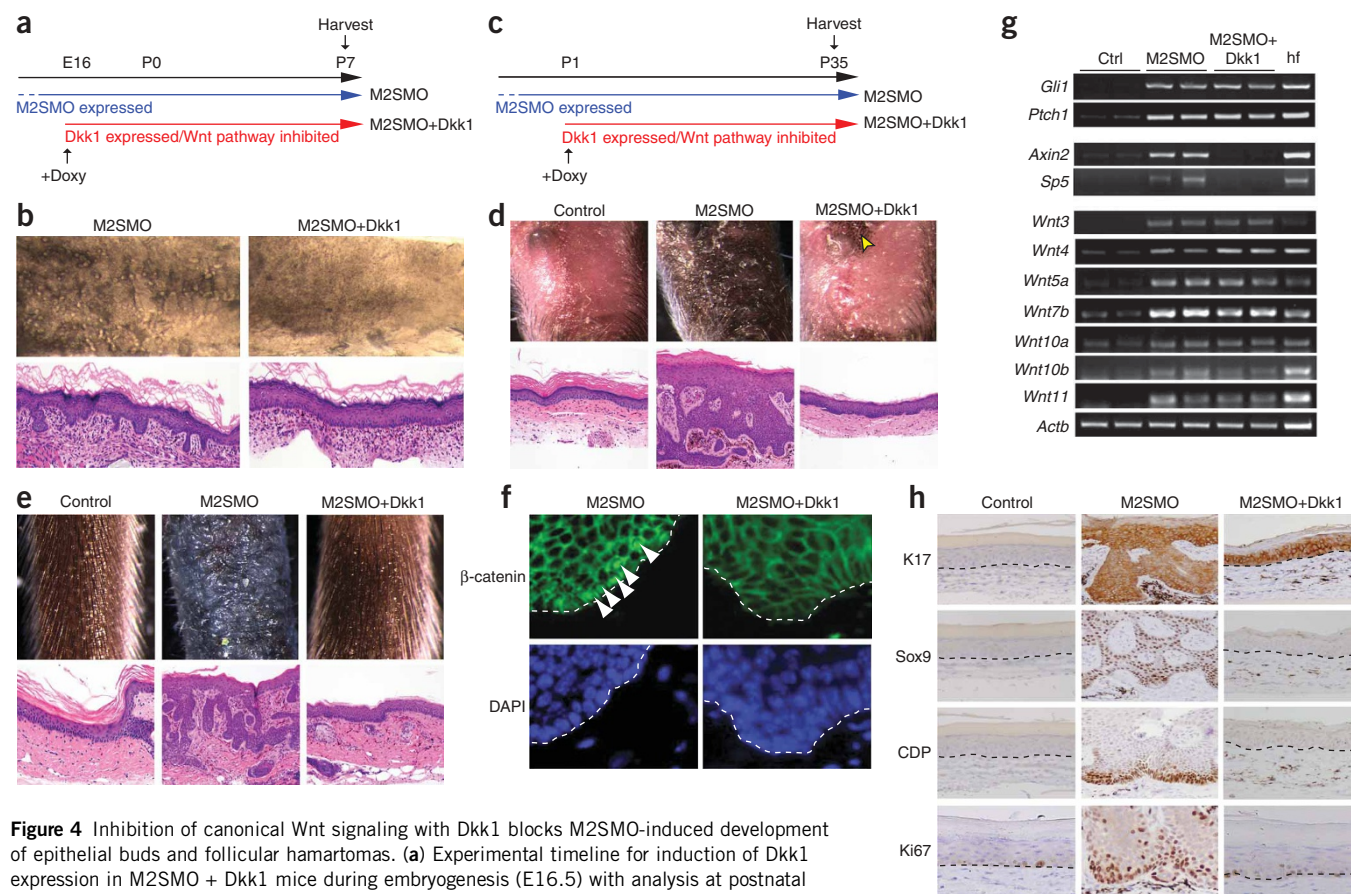 a
Harvest
E16 P0 P7
M2SMO
M2SMO expressed
M2SMO+Dkk1
Dkk1 expressed/Wnt pathway inhibited
+Doxy
b
M2SMO M2SMO+Dkk1
c
Harvest
P1 P35
M2SMO
M2SMO expressed
M2SMO+Dkk1
Dkk1 expressed/Wnt pathway inhibited
+Doxy
d
Control M2SMO M2SMO+Dkk1
e
Control M2SMO M2SMO+Dkk1
f
M2SMO M2SMO+Dkk1
β-catenin
DAPI
g
Ctrl M2SMO M2SMO+ Dkk1 hf
Gli1
Ptch1
Axin2
Sp5
Wnt3
Wnt4
Wnt5a
Wnt7b
Wnt10a
Wnt10b
Wnt11
Actb
h
Control M2SMO M2SMO+Dkk1
K17
Sox9
CDP
Ki67
Figure 4 Inhibition of canonical Wnt signaling with Dkk1 blocks M2SMO-induced development
of epithelial buds and follicular hamartomas. (a) Experimental timeline for induction of Dkk1
expression in M2SMO + Dkk1 mice during embryogenesis (E16.5) with analysis at postnatal